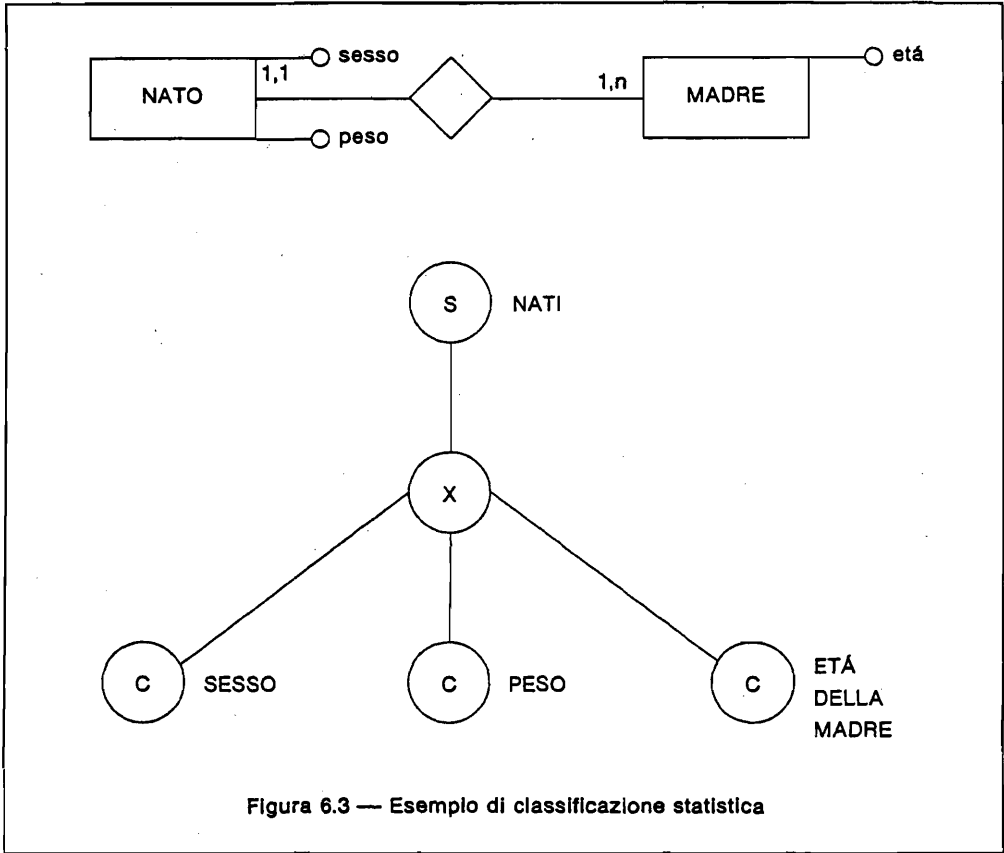 sesso
1,1
NATO
peso
1,n
MADRE
etá
S
NATI
X
C
SESSO
C
PESO
C
ETÁ
DELLA
MADRE
Figura 6.3 — Esempio di classificazione statistica